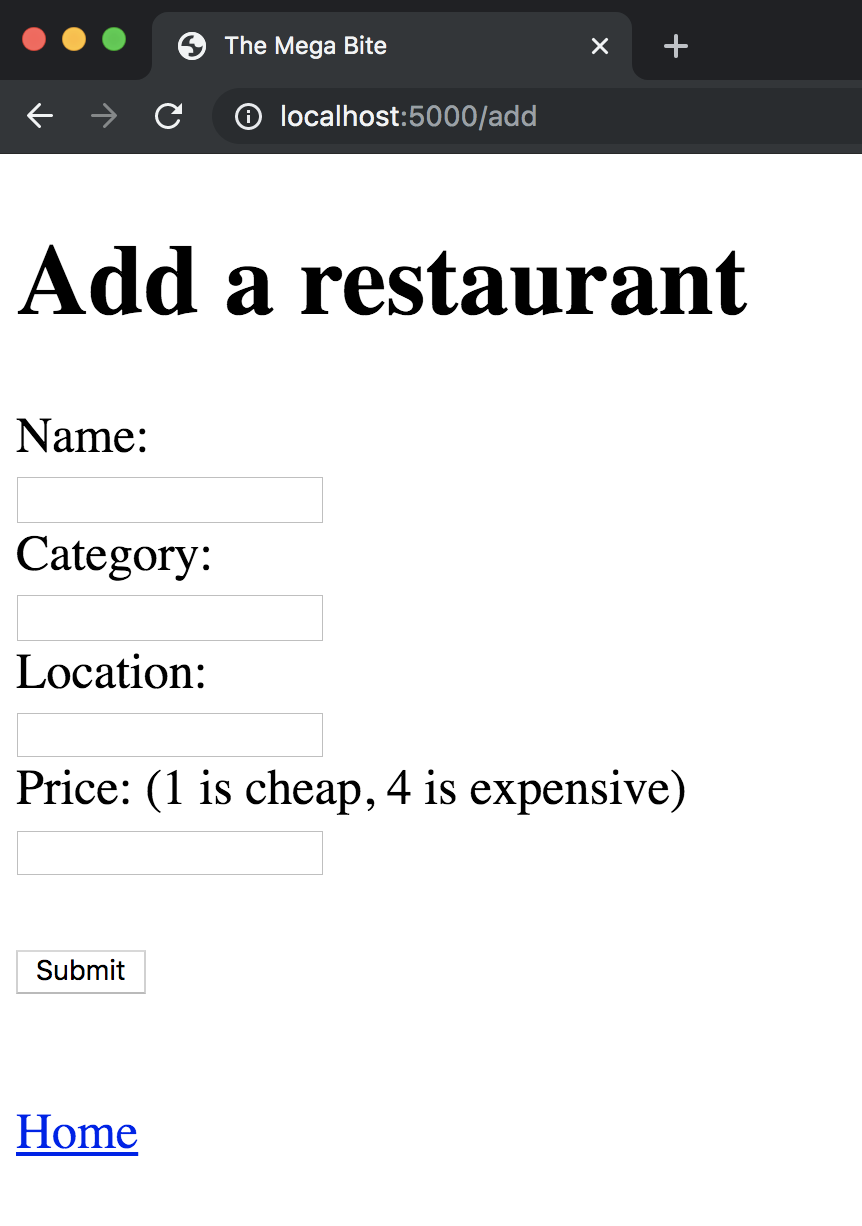 The Mega Bite
localhost:5000/add
Add a restaurant
Name:
Category:
Location:
Price: (1 is cheap, 4 is expensive)
Submit
Home